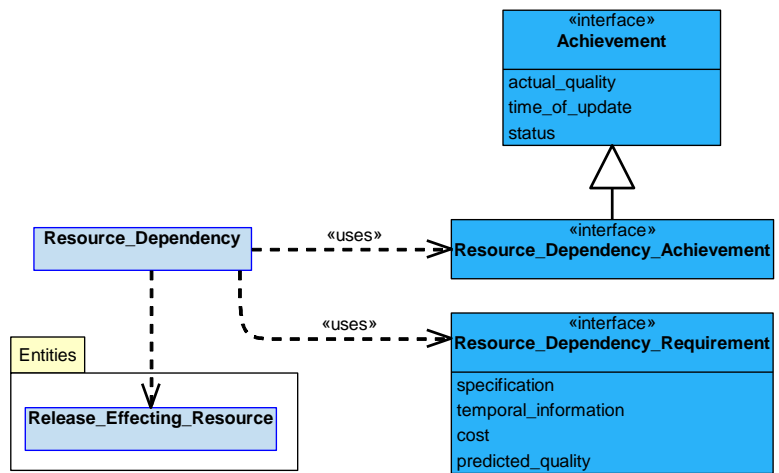 «interface»
Achievement
actual_quality
time_of_update
status
Resource_Dependency
«uses»
«interface»
Resource_Dependency_Achievement
«uses»
«interface»
Resource_Dependency_Requirement
specification
temporal_information
cost
predicted_quality
Entities
Release_Effecting_Resource